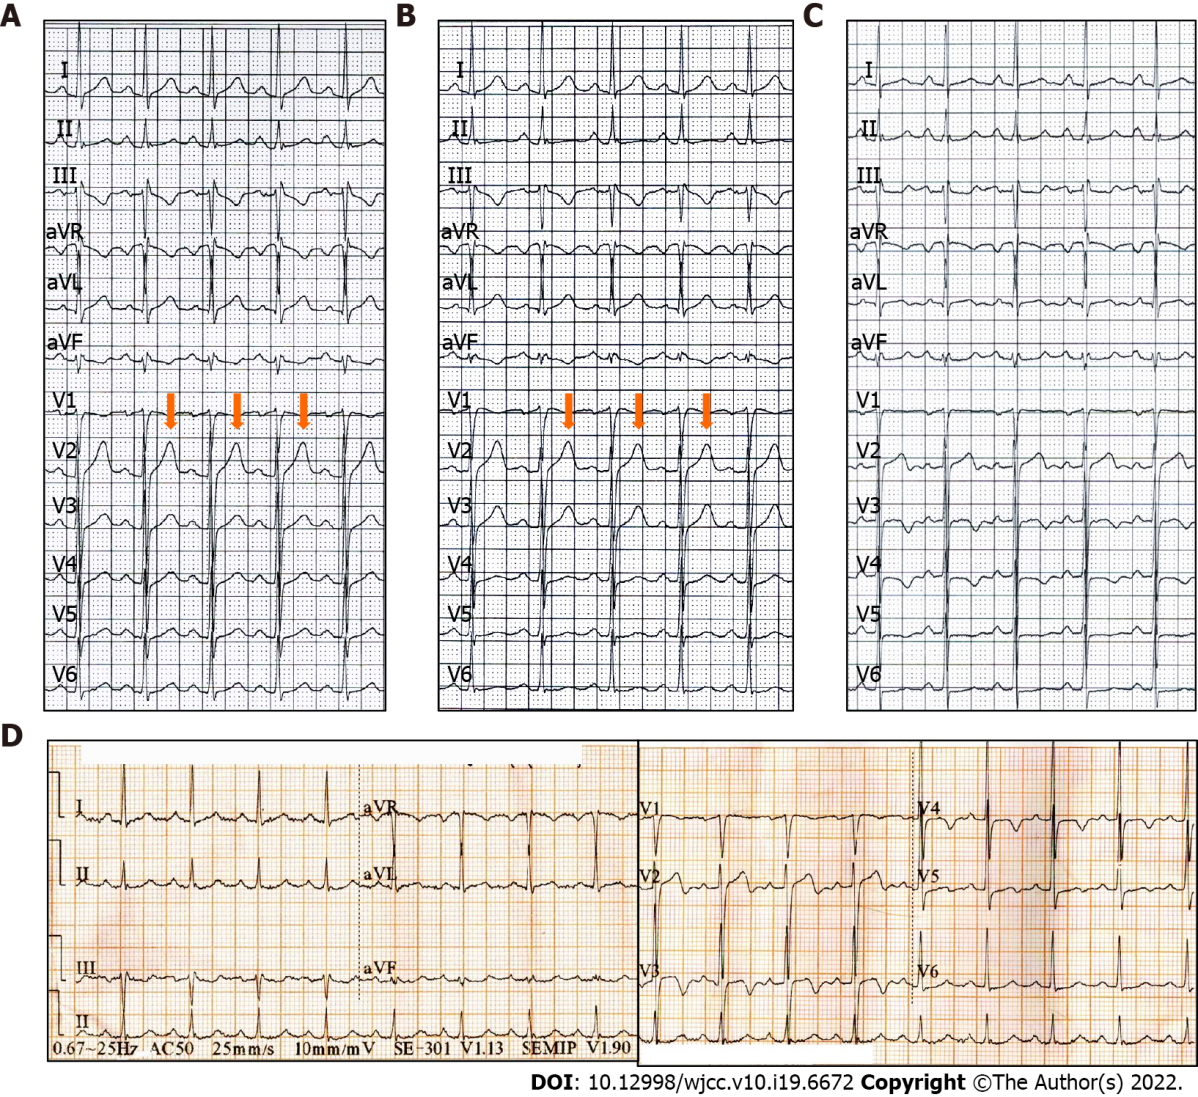 A
B
C
I
II
III
aVR
aVL
aVF
V1
V2
V3
V4
V5
V6
I
II
III
aVR
aVL
aVF
V1
V2
V3
V4
V5
V6
I
II
III
aVR
aVL
aVF
V1
V2
V3
V4
V5
V6
D
I
aVR
II
aVL
III
aVF
II
0.67~25Hz AC50 25mm/s 10mm/mV SE-301 V1.13 SEMIP V1.90
V1
V4
V2
V5
V3
V6
DOI: 10.12998/wjcc.v10.i19.6672 Copyright ©The Author(s) 2022.